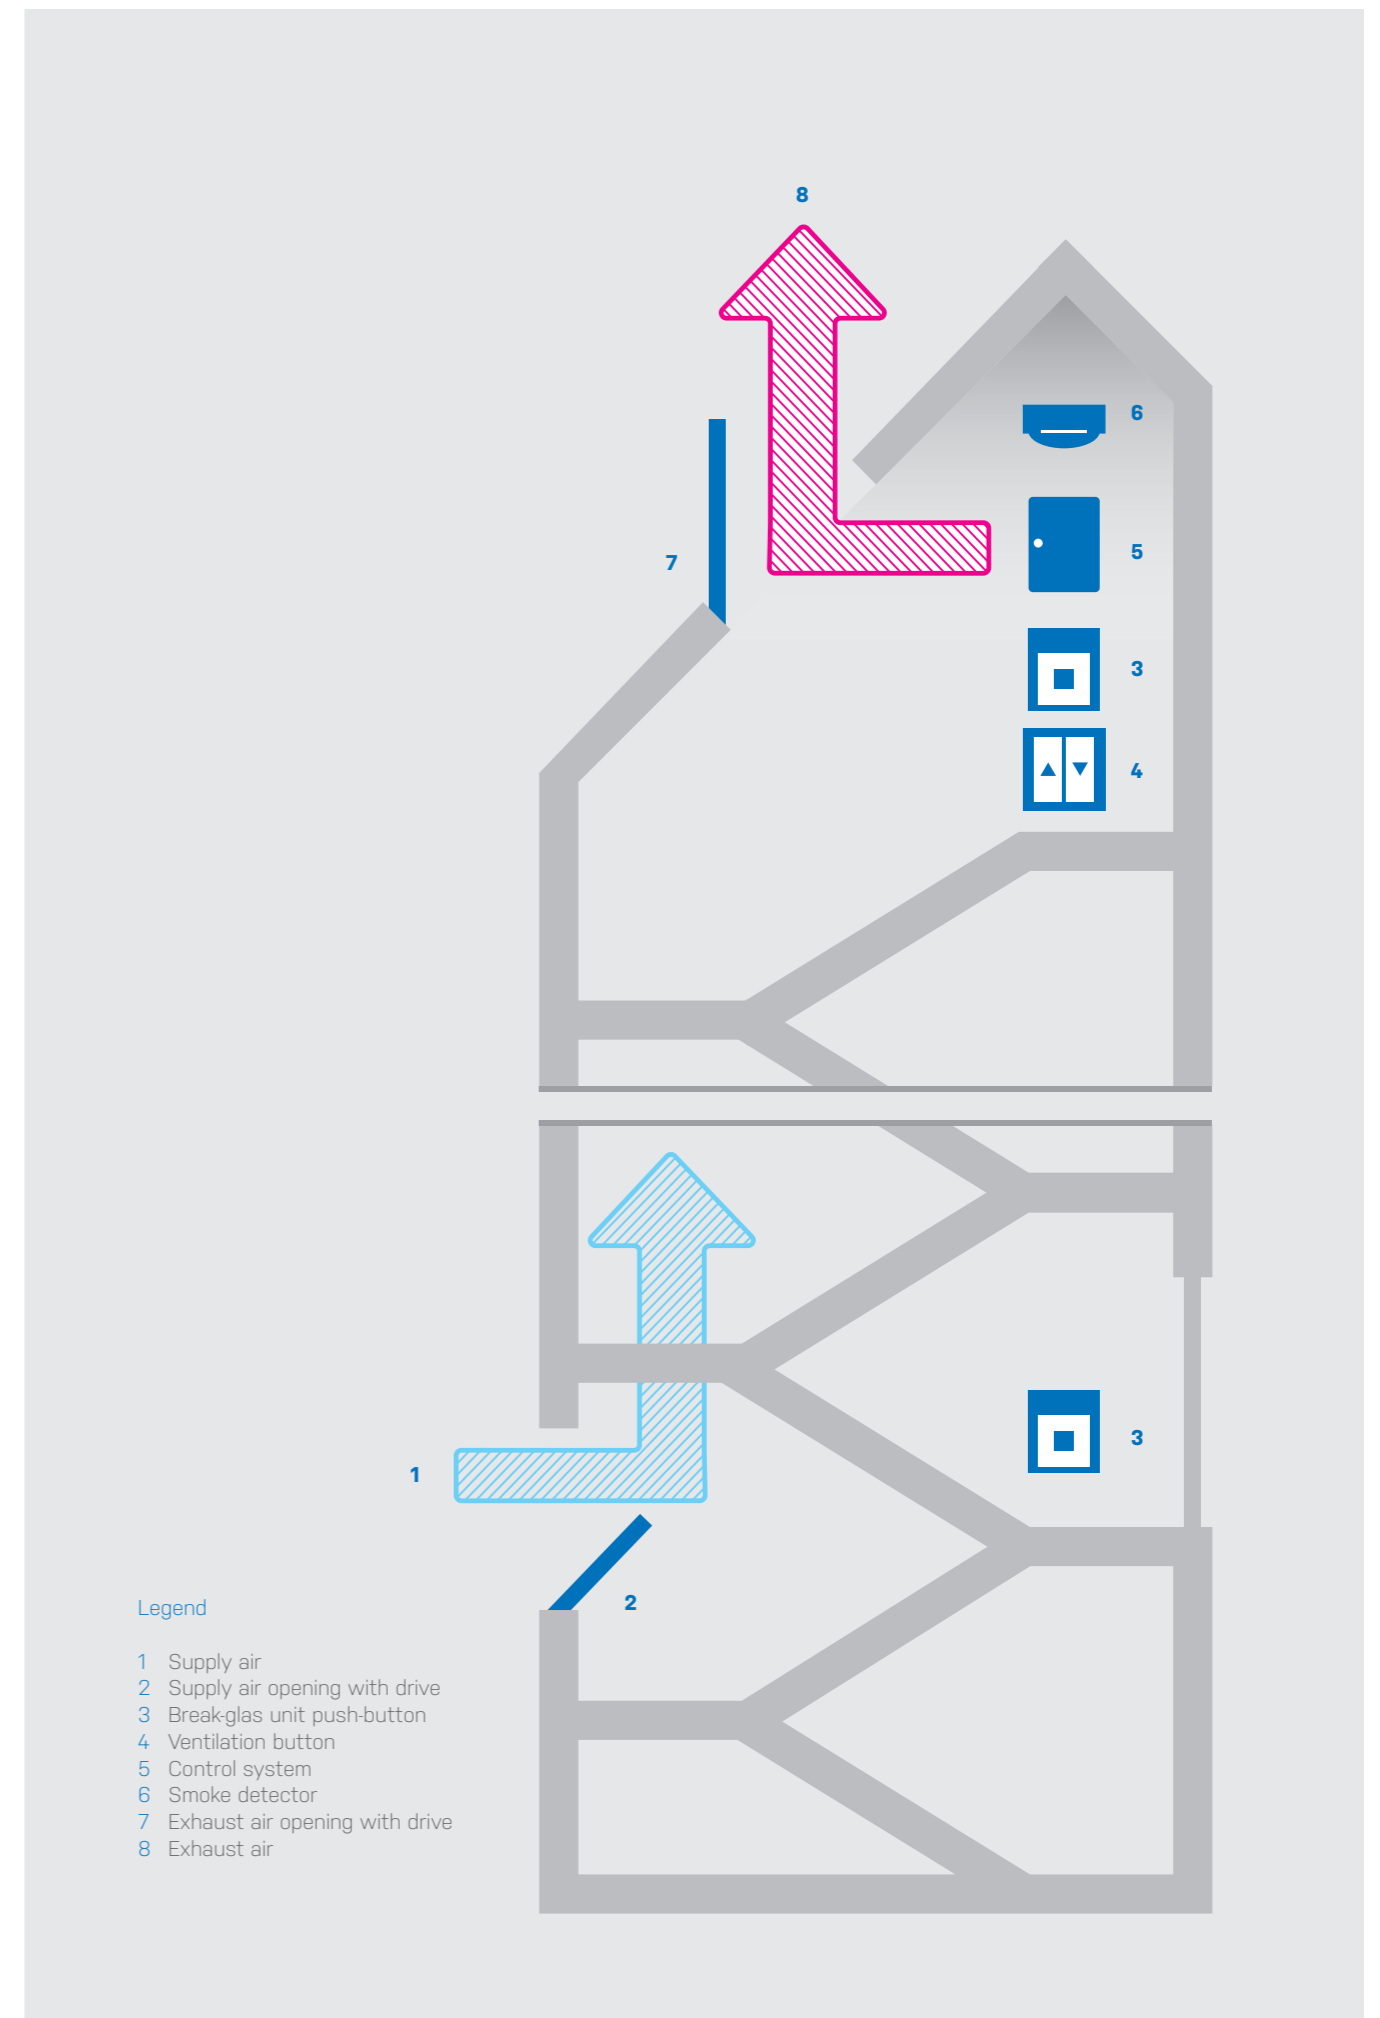 8
6
7
5
3
4
3
1
2
Legend
1 Supply air
2 Supply air opening with drive
3 Break-glas unit push-button
4 Ventilation button
5 Control system
6 Smoke detector
7 Exhaust air opening with drive
8 Exhaust air